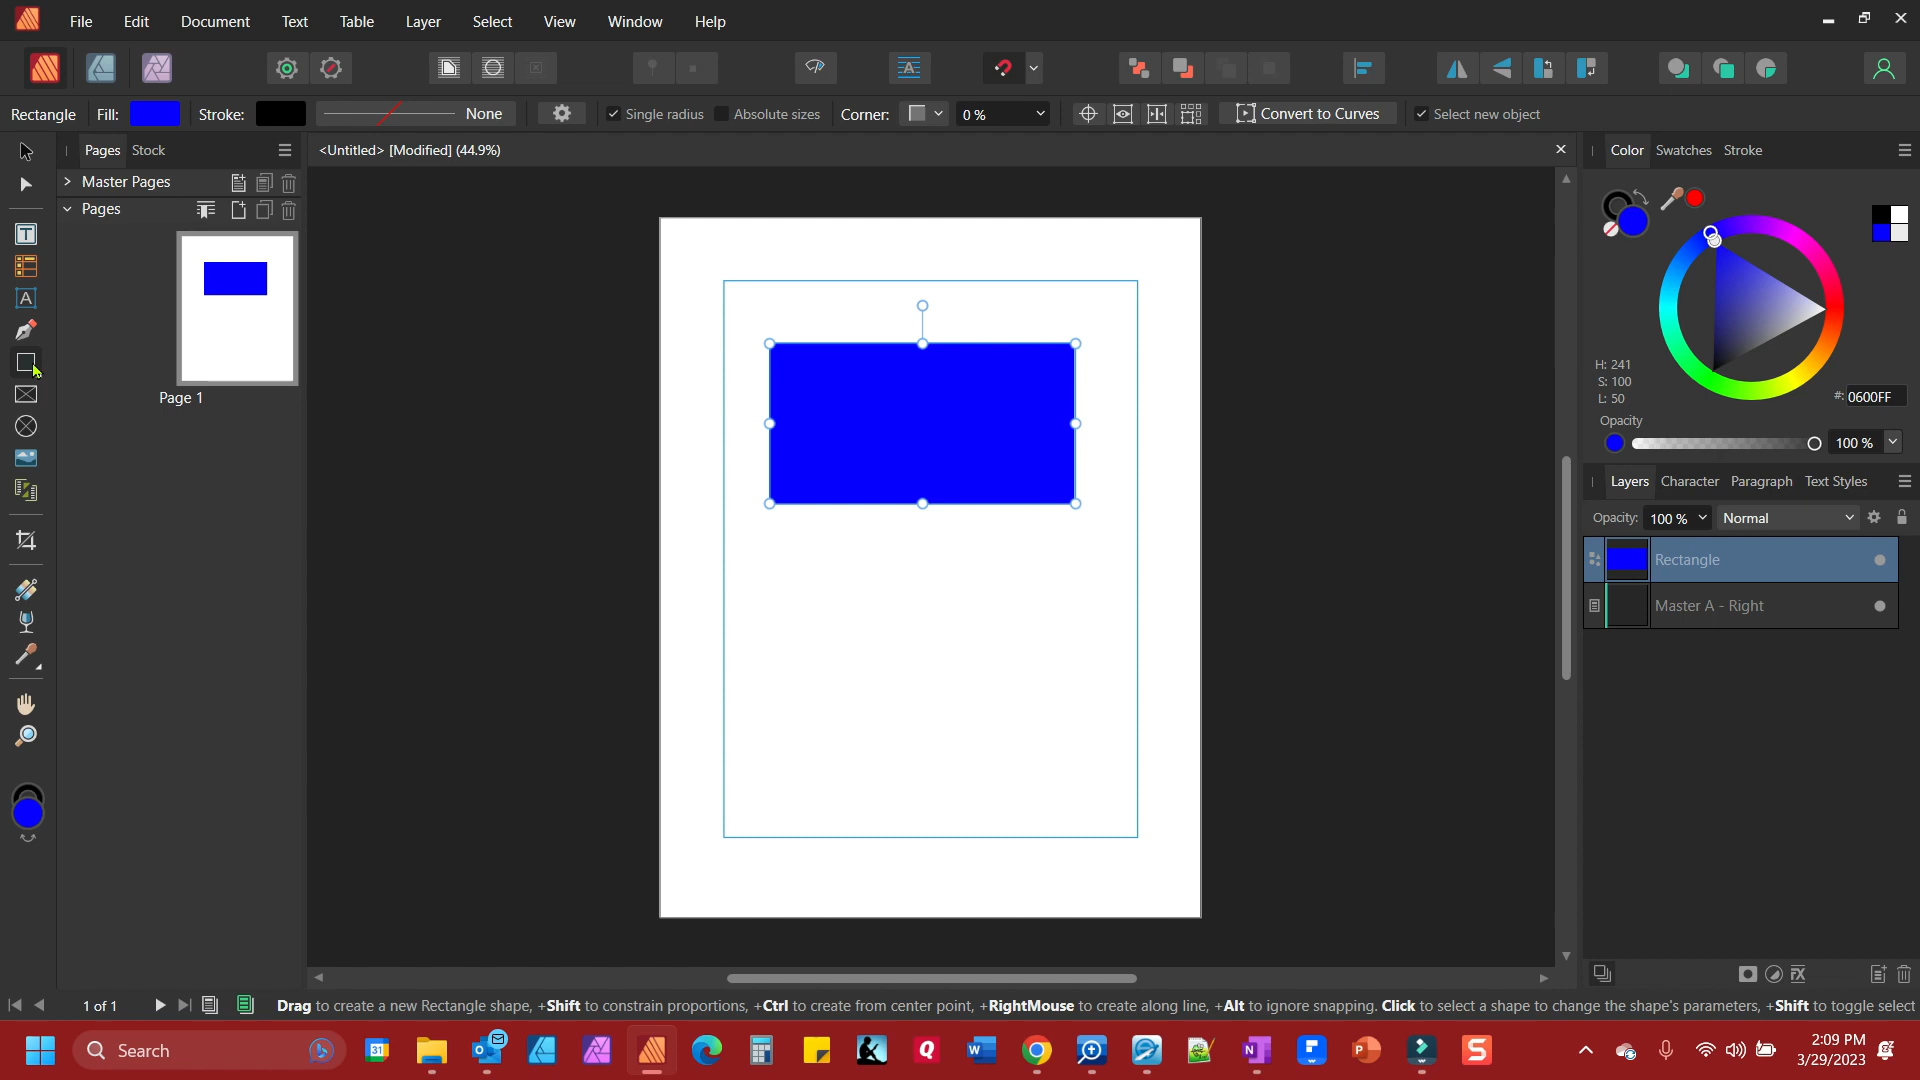 File Edit Document Text Table Layer Select View Window Help
Rectangle Fill: Stroke: None Single radius Absolute sizes Corner: 0 % Convert to Curves Select new object
Pages Stock
<Untitled> [Modified] (44.9%)
Color Swatches Stroke
Master Pages
Pages
Page 1
H: 241
S: 100
L: 50
#: 0600FF
Opacity
100 %
Layers Character Paragraph Text Styles
Opacity: 100 % Normal
Rectangle
Master A - Right
1 of 1
Drag to create a new Rectangle shape, +Shift to constrain proportions, +Ctrl to create from center point, +RightMouse to create along line, +Alt to ignore snapping. Click to select a shape to change the shape's parameters, +Shift to toggle select
Search
2:09 PM
3/29/2023